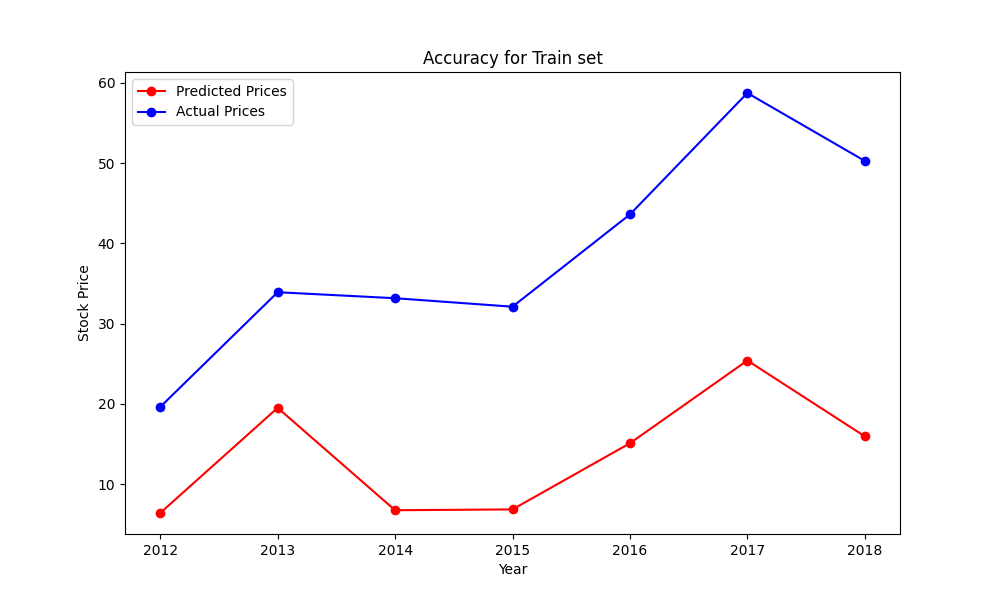 Accuracy for Train set
Predicted Prices
Actual Prices
60
50
40
30
20
10
Stock Price
2012 2013 2014 2015 2016 2017 2018
Year